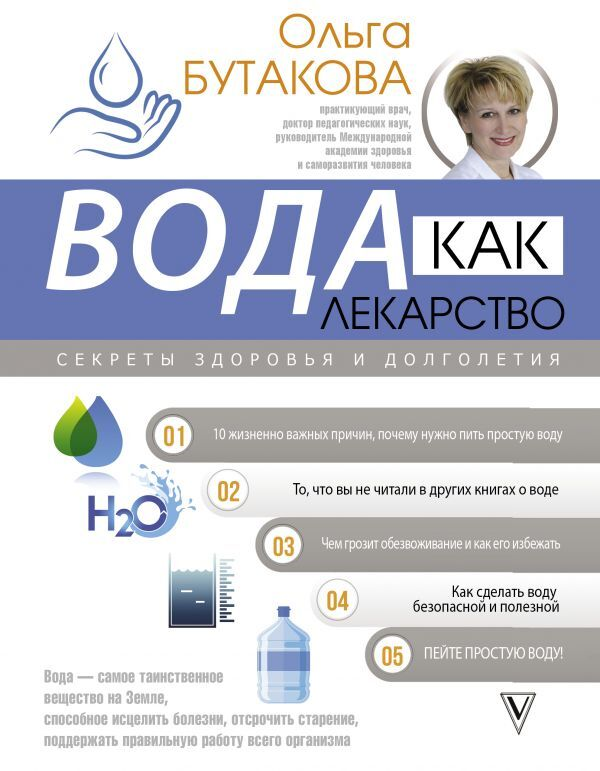 Ольга
БУТАКОВА
практикующий врач,
доктор педагогических наук,
руководитель Международной
академии здоровья
и саморазвития человека
ВОДА КАК
ЛЕКАРСТВО
СЕКРЕТЫ ЗДОРОВЬЯ И ДОЛГОЛЕТИЯ
01 10 жизненно важных причин, почему нужно пить простую воду
H2O
02 То, что вы не читали в других книгах о воде
03 Чем грозит обезвоживание и как его избежать
04 Как сделать воду
безопасной и полезной
05 ПЕЙТЕ ПРОСТУЮ ВОДУ!
Вода — самое таинственное
вещество на Земле,
способное исцелить болезни, отсрочить старение,
поддержать правильную работу всего организма
V